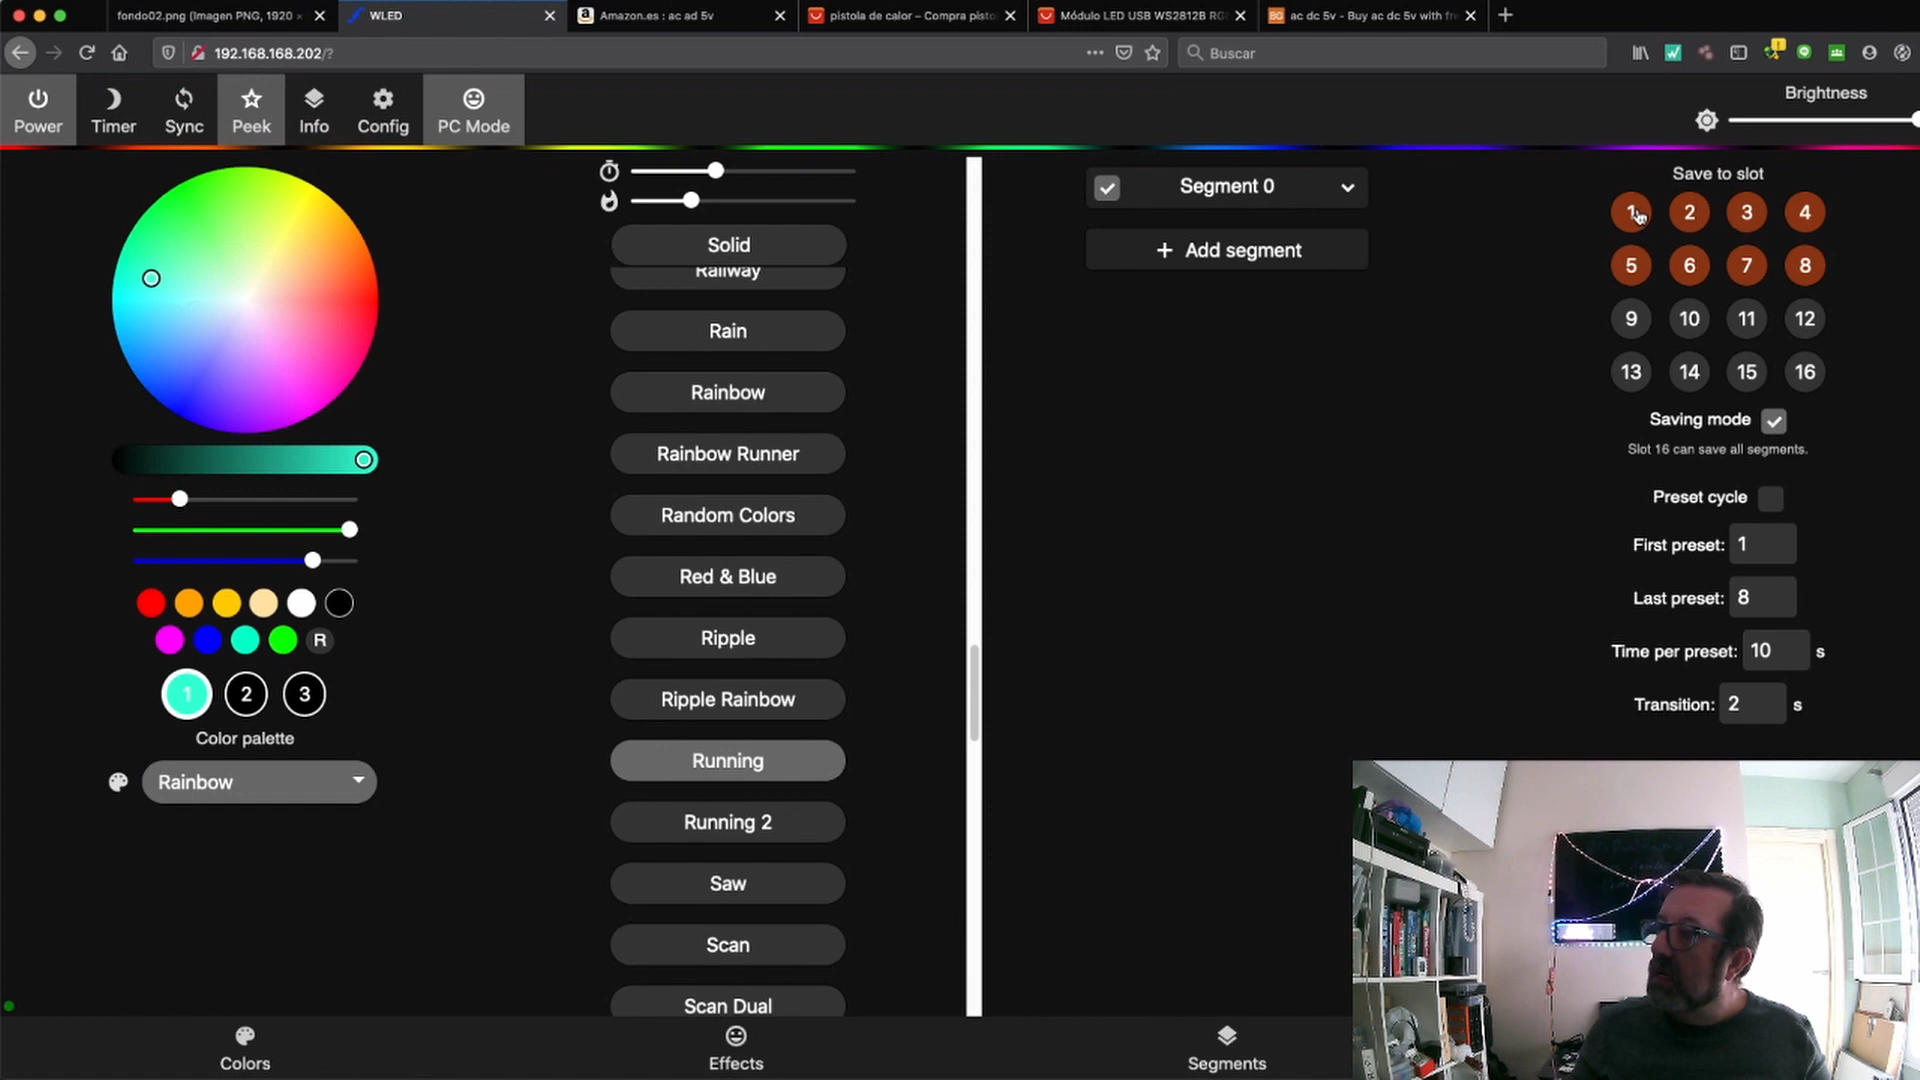 fondo02.png (Imagen PNG, 1920 ×
WLED
Amazon.es : ac ad 5v
pistola de calor – Compra pisto
Módulo LED USB WS2812B RG
ac dc 5v - Buy ac dc 5v with fre
192.168.168.202/?
Buscar
Power
Timer
Sync
Peek
Info
Config
PC Mode
Brightness
Solid
Railway
Rain
Rainbow
Rainbow Runner
Random Colors
Red & Blue
Ripple
Ripple Rainbow
Running
Running 2
Saw
Scan
Scan Dual
R
1 2 3
Color palette
Rainbow
Segment 0
+ Add segment
Save to slot
1 2 3 4
5 6 7 8
9 10 11 12
13 14 15 16
Saving mode
Slot 16 can save all segments.
Preset cycle
First preset: 1
Last preset: 8
Time per preset: 10 s
Transition: 2 s
Colors
Effects
Segments